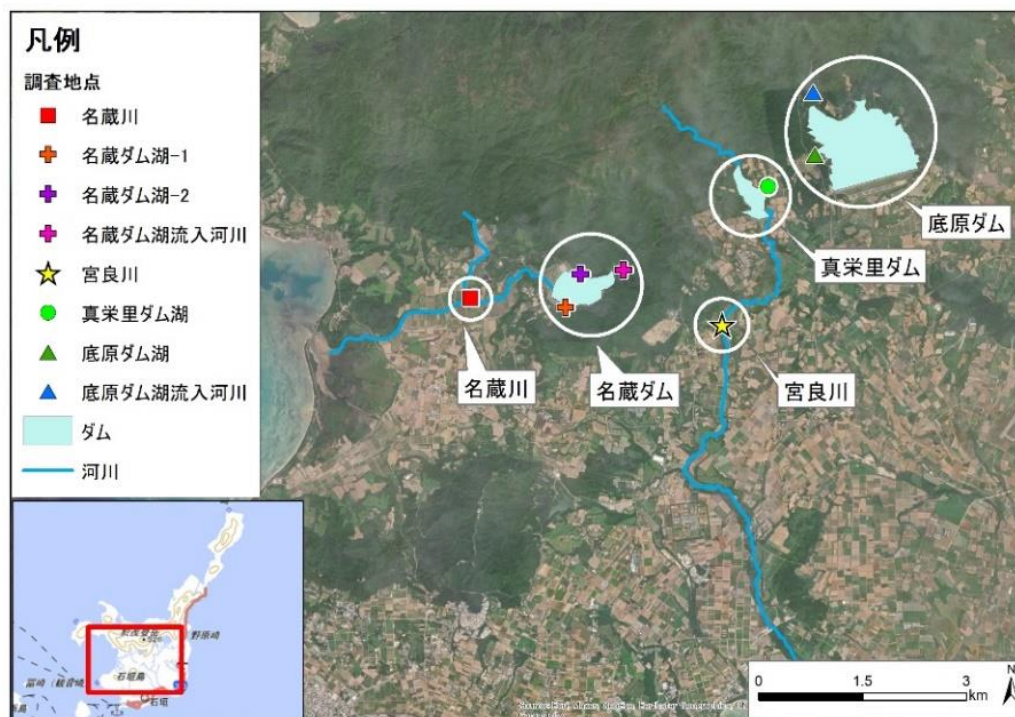 凡例
調査地点
名蔵川
名蔵ダム湖-1
名蔵ダム湖-2
名蔵ダム湖流入河川
宮良川
真栄里ダム湖
底原ダム湖
底原ダム湖流入河川
ダム
河川
底原ダム
真栄里ダム
名蔵川
名蔵ダム
宮良川
野原崎
石垣島
石垣
N
0 1.5 3
km